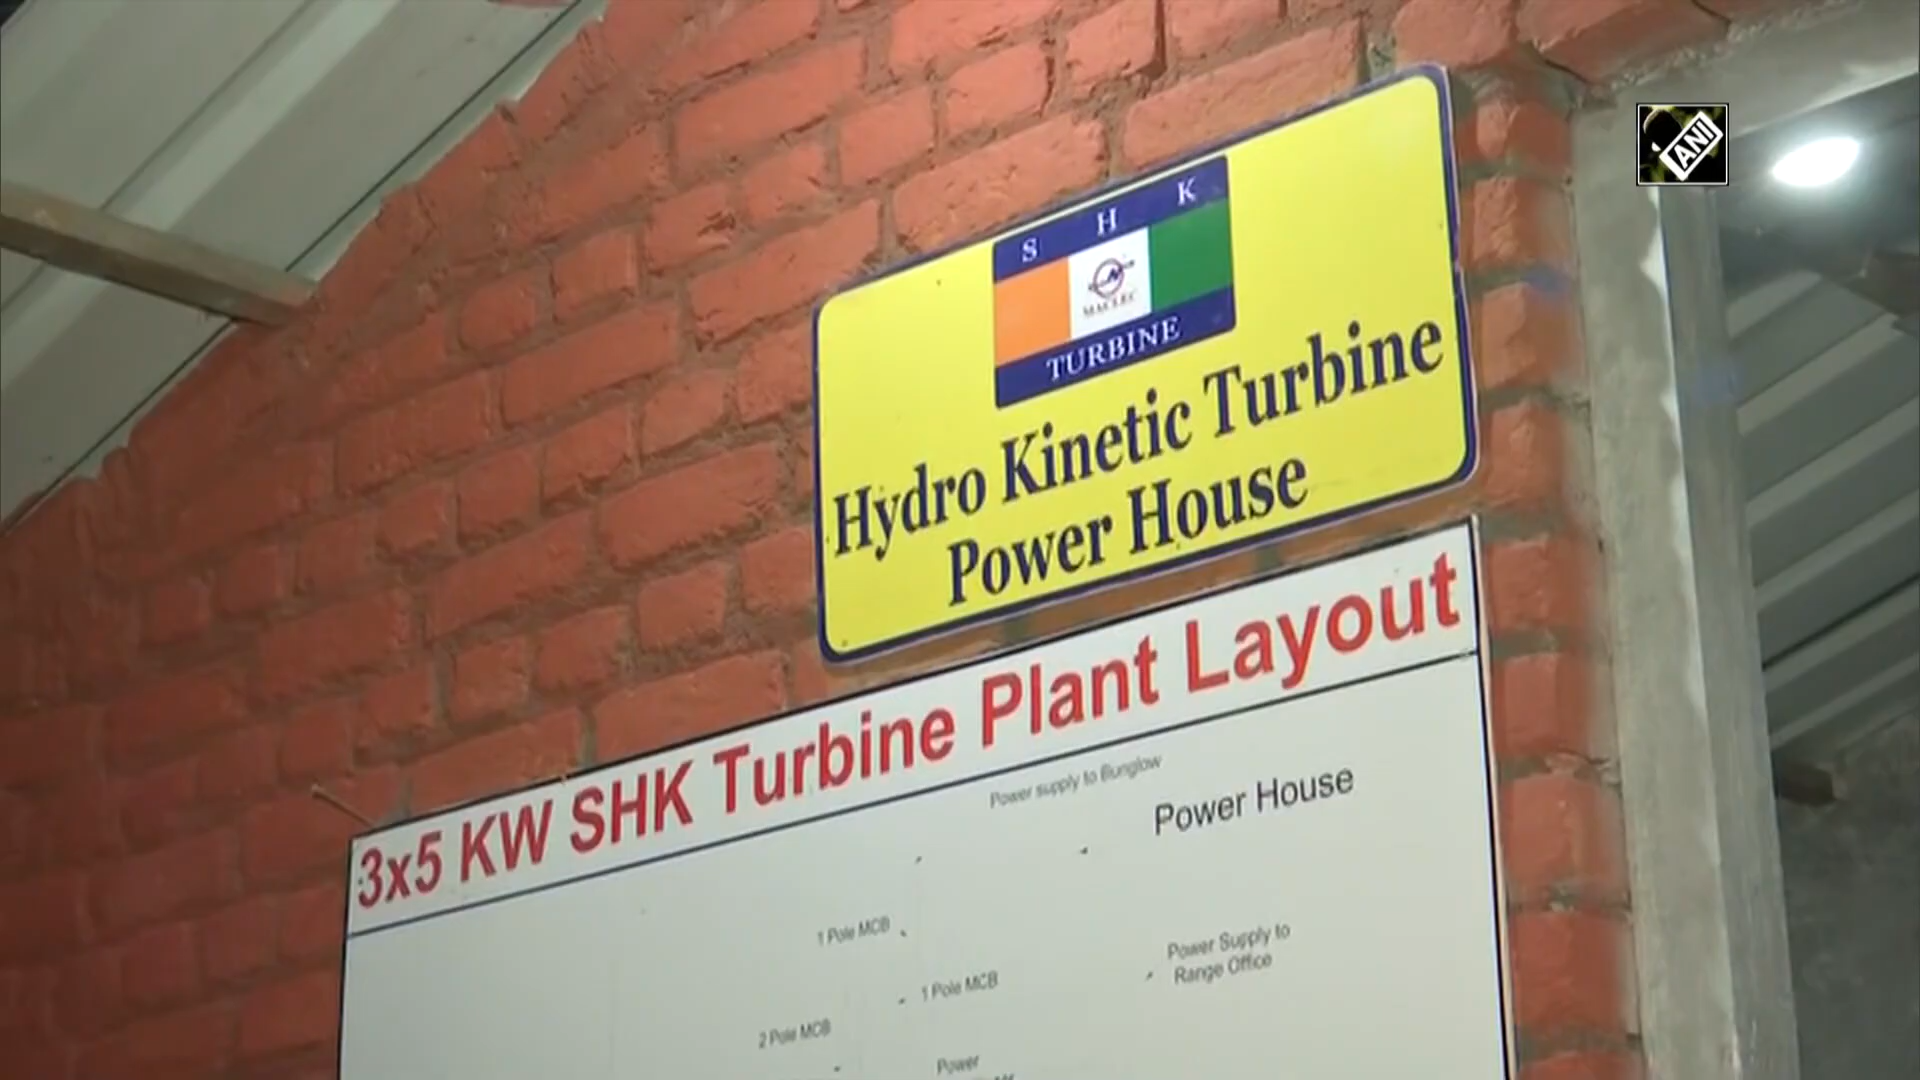 ANI
S H K
MACLEC
TURBINE
Hydro Kinetic Turbine
Power House
3x5 KW SHK Turbine Plant Layout
Power supply to Bunglow
Power House
1 Pole MCB
Power Supply to
Range Office
1 Pole MCB
2 Pole MCB
Power